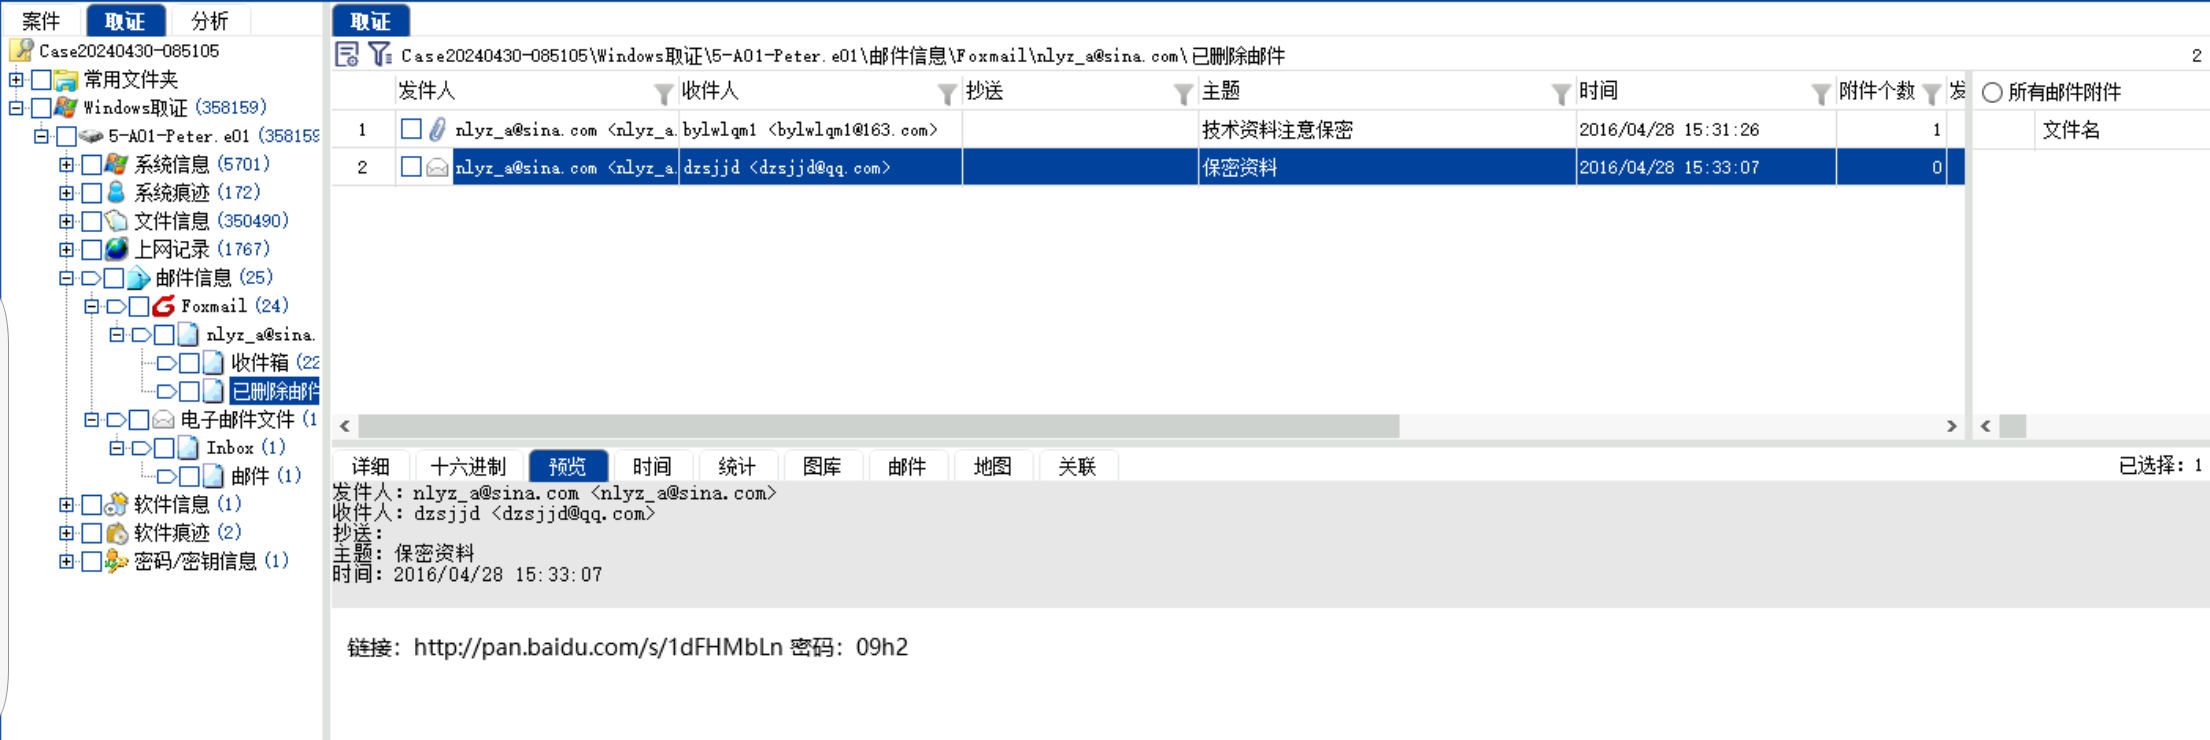 案件 取证 分析
Case20240430-085105
常用文件夹
Windows取证 (358159)
5-A01-Peter.e01 (358159
系统信息 (5701)
系统痕迹 (172)
文件信息 (350490)
上网记录 (1767)
邮件信息 (25)
Foxmail (24)
nlyz_a@sina.
收件箱 (22
已删除邮件
电子邮件文件 (1
Inbox (1)
邮件 (1)
软件信息 (1)
软件痕迹 (2)
密码/密钥信息 (1)
取证
Case20240430-085105\Windows取证\5-A01-Peter.e01\邮件信息\Foxmail\nlyz_a@sina.com\已删除邮件 2
发件人 收件人 抄送 主题 时间 附件个数 发
1 nlyz_a@sina.com <nlyz_a. bylwlqm1 <bylwlqm1@163.com> 技术资料注意保密 2016/04/28 15:31:26 1
2 nlyz_a@sina.com <nlyz_a. dzsjjd <dzsjjd@qq.com> 保密资料 2016/04/28 15:33:07 0
所有邮件附件
文件名
详细 十六进制 预览 时间 统计 图库 邮件 地图 关联 已选择: 1
发件人: nlyz_a@sina.com <nlyz_a@sina.com>
收件人: dzsjjd <dzsjjd@qq.com>
抄送:
主题: 保密资料
时间: 2016/04/28 15:33:07
链接: http://pan.baidu.com/s/1dFHMbLn 密码: 09h2